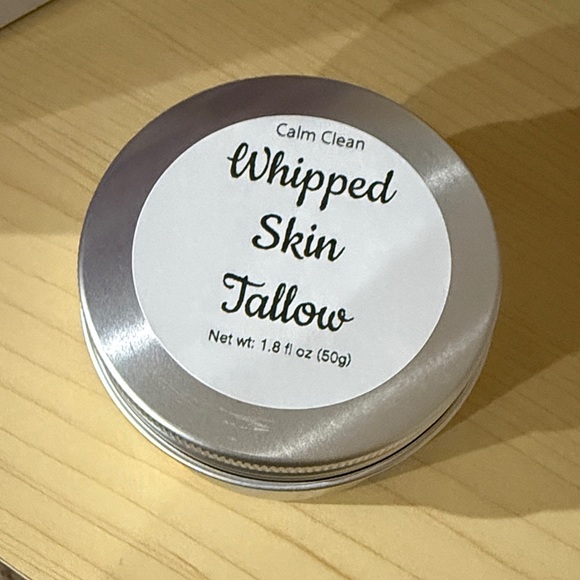 Calm Clean
Whipped
Skin
Tallow
Net wt: 1.8 fl oz (50g)